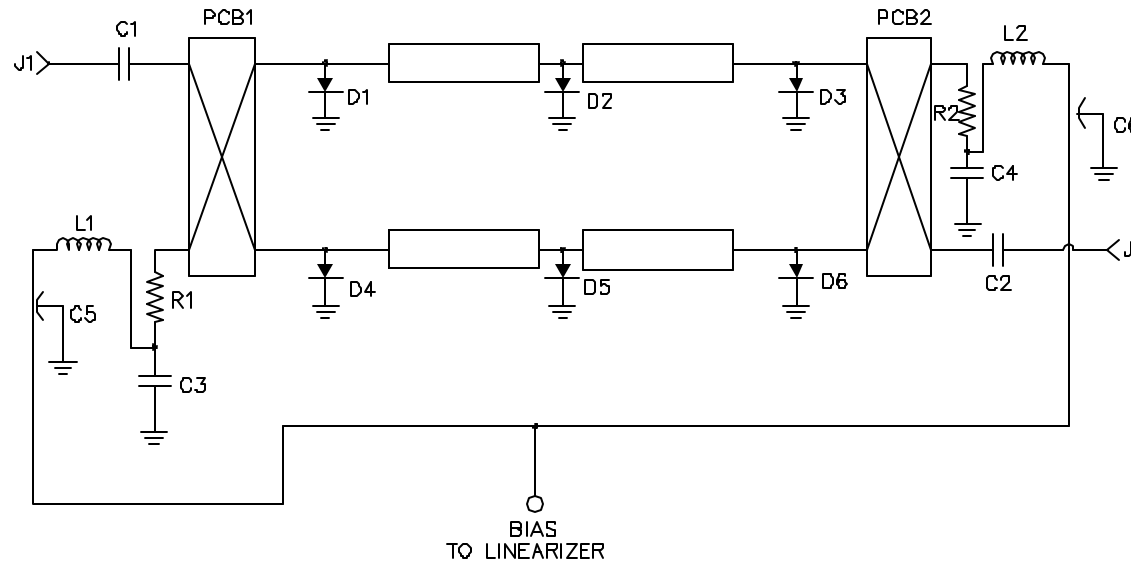 PCB1
PCB2
C1
L2
J1
D1
D2
D3
R2
C4
L1
C2
D4
D5
D6
R1
C5
C3
BIAS
TO LINEARIZER